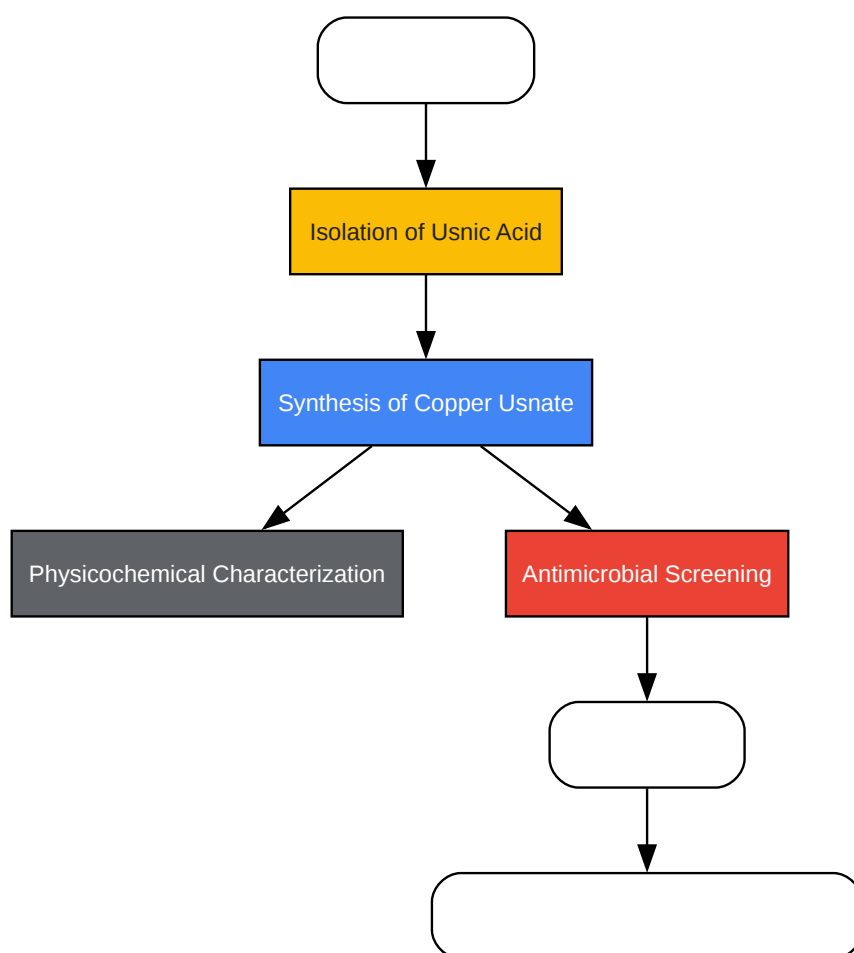 Isolation of Usnic Acid
Synthesis of Copper Usnate
Physicochemical Characterization
Antimicrobial Screening